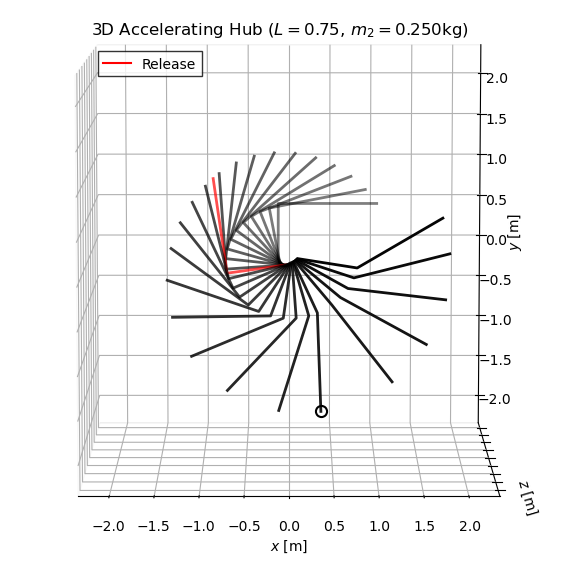 3D Accelerating Hub (L = 0.75, m₂ = 0.250kg)
Release
2.0
1.5
1.0
0.5
0.0
−0.5
−1.0
−1.5
−2.0
y [m]
z [m]
−2.0 −1.5 −1.0 −0.5 0.0 0.5 1.0 1.5 2.0
x [m]